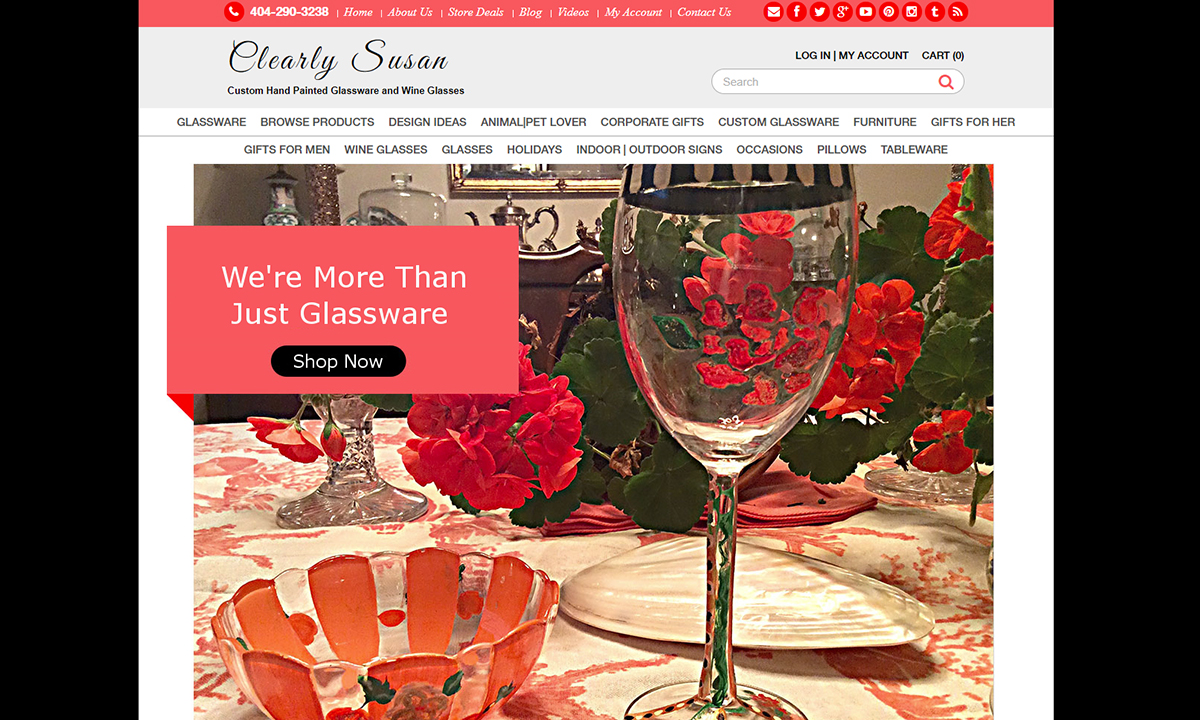 404-290-3238 | Home | About Us | Store Deals | Blog | Videos | My Account | Contact Us
Clearly Susan
Custom Hand Painted Glassware and Wine Glasses
LOG IN | MY ACCOUNT CART (0)
Search
GLASSWARE BROWSE PRODUCTS DESIGN IDEAS ANIMAL|PET LOVER CORPORATE GIFTS CUSTOM GLASSWARE FURNITURE GIFTS FOR HER
GIFTS FOR MEN WINE GLASSES GLASSES HOLIDAYS INDOOR | OUTDOOR SIGNS OCCASIONS PILLOWS TABLEWARE
We're More Than
Just Glassware
Shop Now